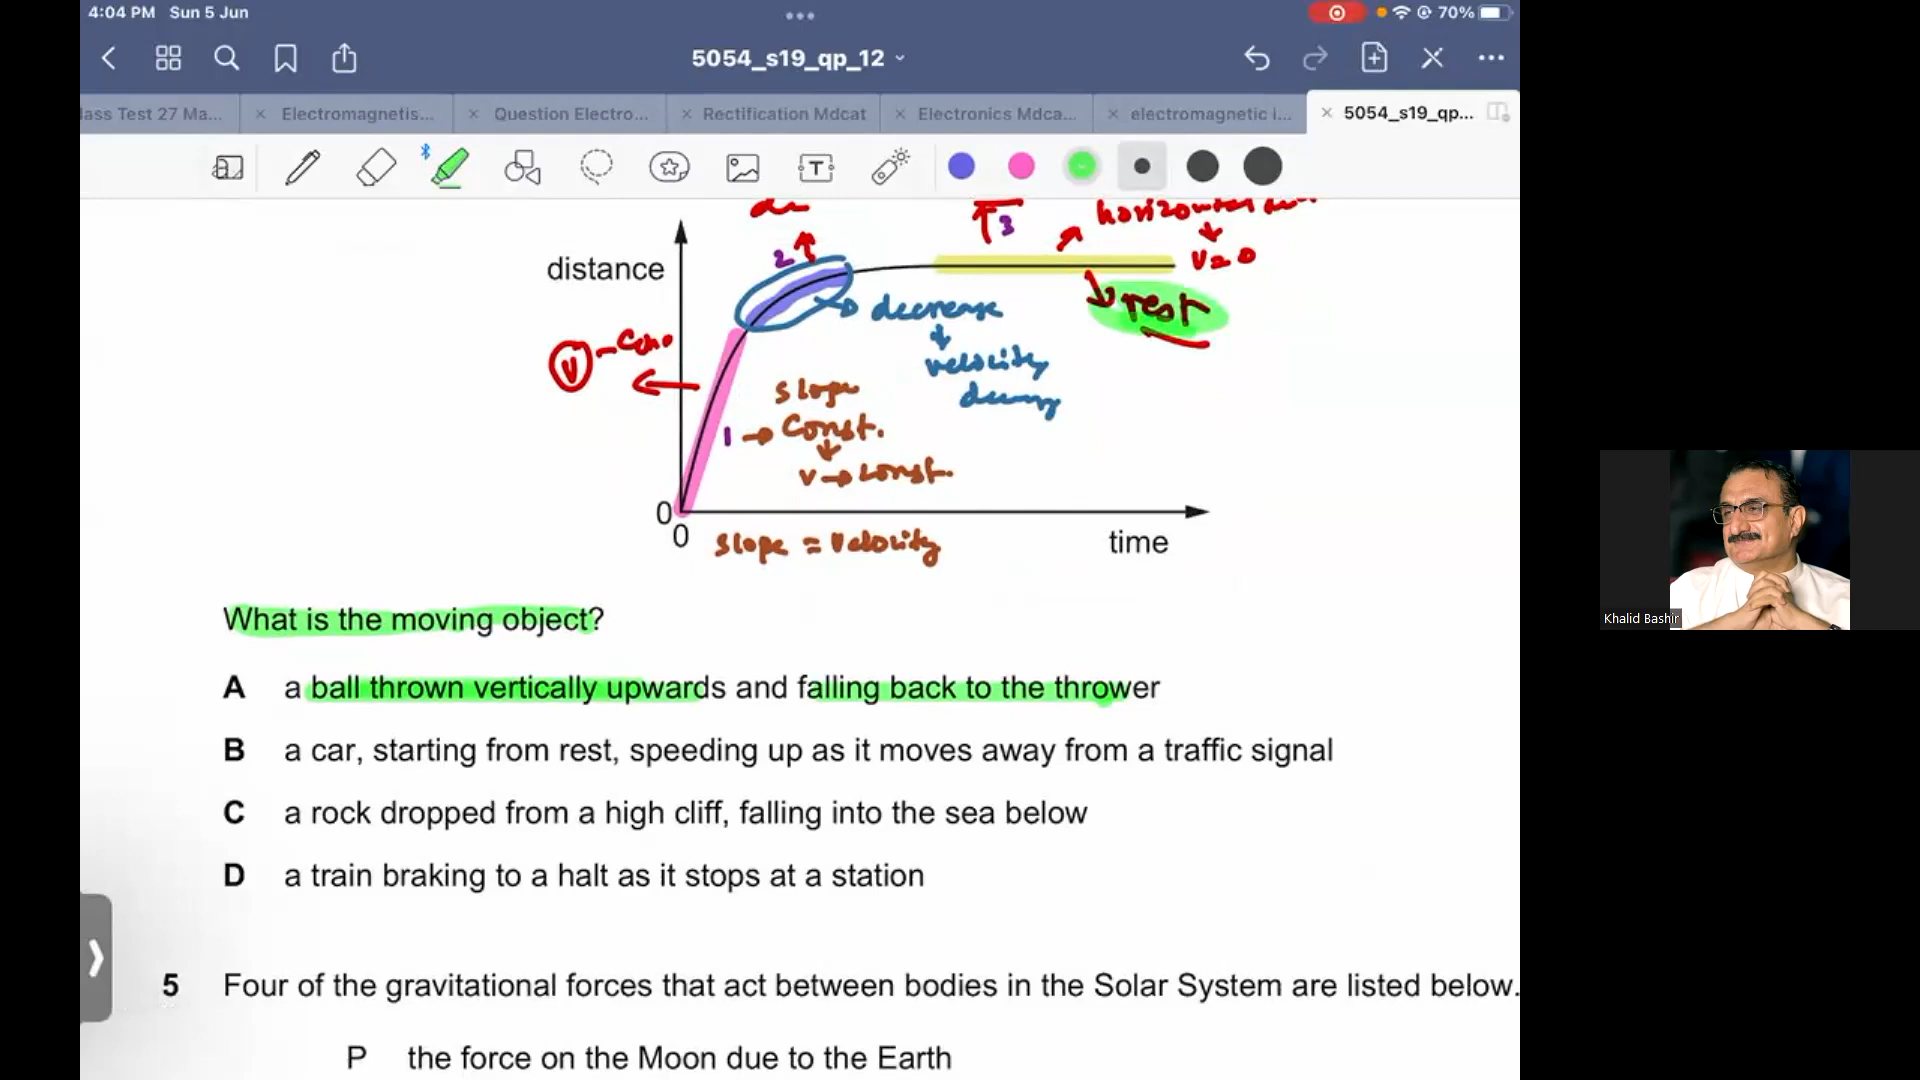 4:04 PM Sun 5 Jun
70%
5054_s19_qp_12
lass Test 27 Ma...
Electromagnetis...
Question Electro...
Rectification Mdcat
Electronics Mdca...
electromagnetic i...
5054_s19_qp...
T
3
horizontal
distance
2
v=0
decrease
rest
v
velocity
slope
1 → const.
v → const.
0
0
slope = velocity
time
What is the moving object?
A a ball thrown vertically upwards and falling back to the thrower
B a car, starting from rest, speeding up as it moves away from a traffic signal
C a rock dropped from a high cliff, falling into the sea below
D a train braking to a halt as it stops at a station
5 Four of the gravitational forces that act between bodies in the Solar System are listed below.
P the force on the Moon due to the Earth
Khalid Bashir